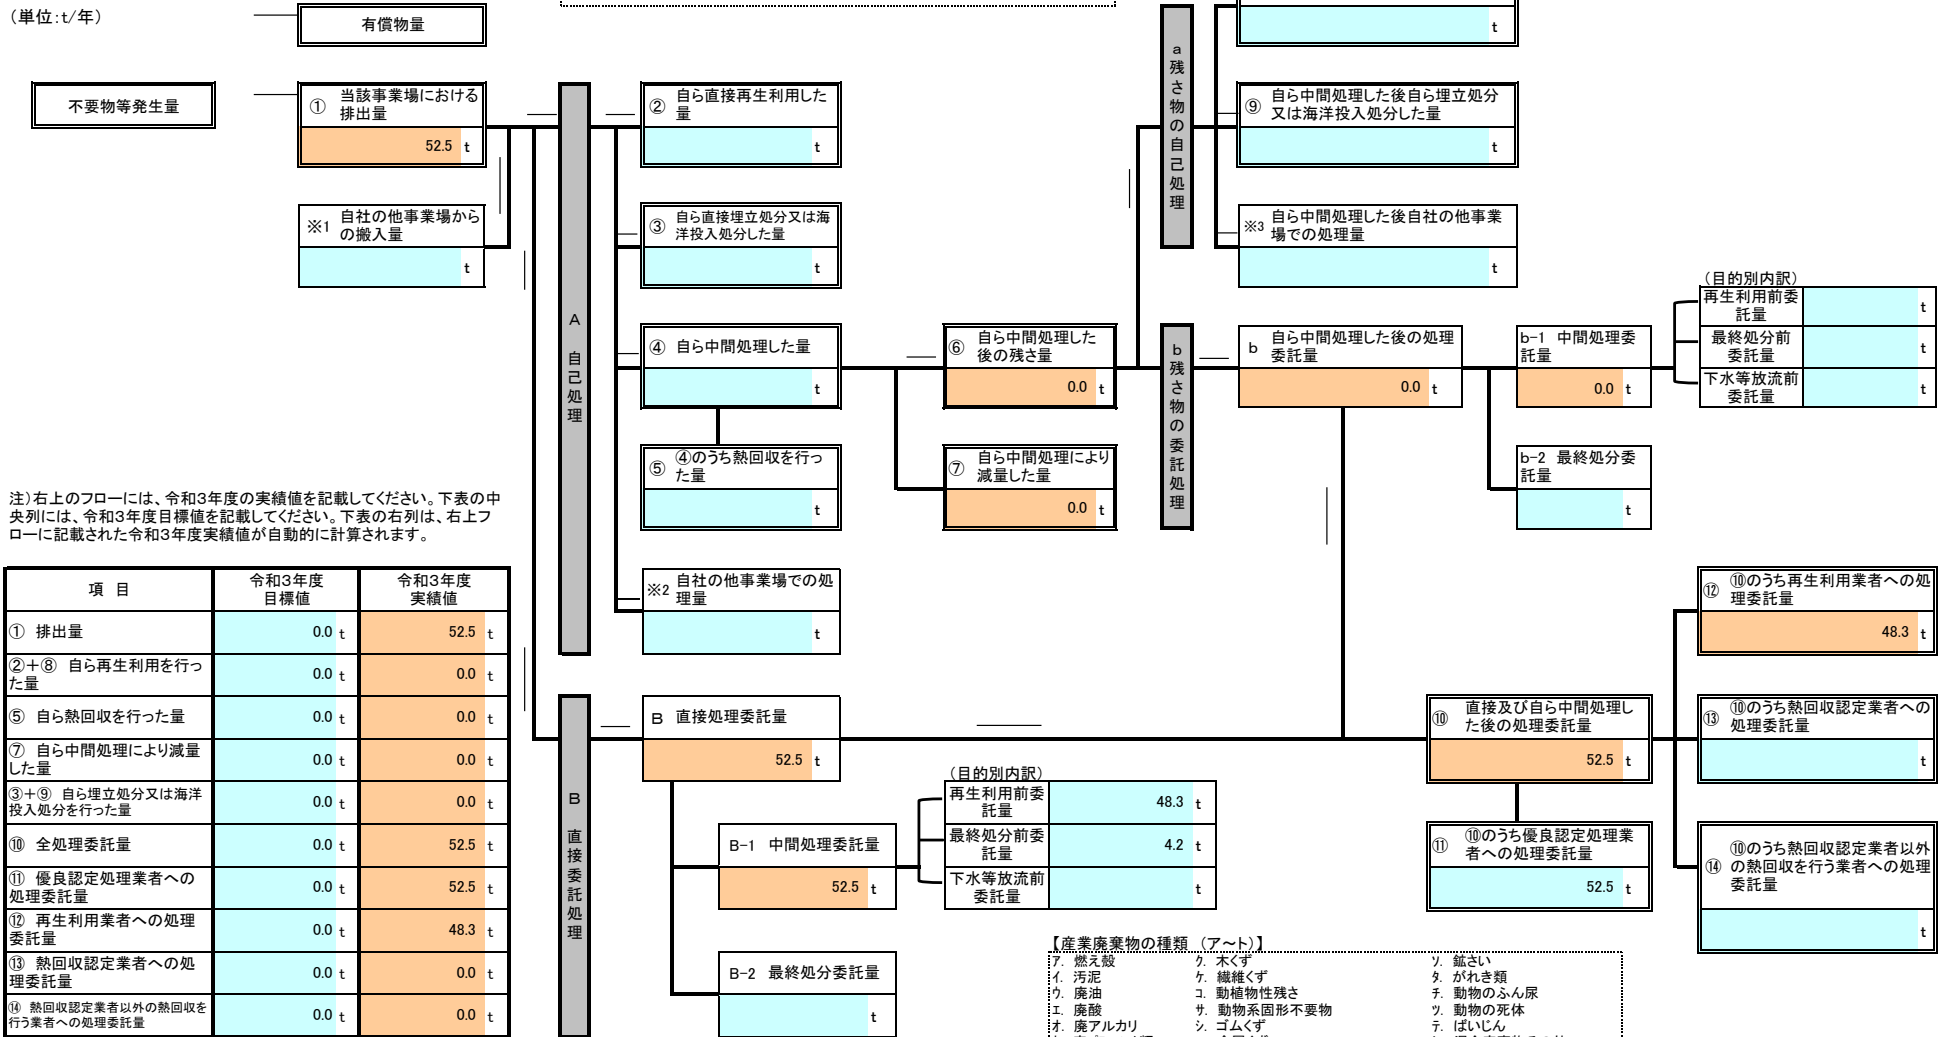 （単位：t/年）
有償物量
t
不要物等発生量
① 当該事業場における
排出量
52.5 t
※1 自社の他事業場から
の搬入量
t
A 自己処理
② 自ら直接再生利用した
量
t
③ 自ら直接埋立処分又は海
洋投入処分した量
t
④ 自ら中間処理した量
t
⑤ ④のうち熱回収を行っ
た量
t
※2 自社の他事業場での処
理量
t
⑥ 自ら中間処理した
後の残さ量
0.0 t
⑦ 自ら中間処理により
減量した量
0.0 t
a 残さ物の自己処理
⑨ 自ら中間処理した後自ら埋立処分
又は海洋投入処分した量
t
※3 自ら中間処理した後自社の他事業
場での処理量
t
b 残さ物の委託処理
b 自ら中間処理した後の処理
委託量
0.0 t
b-1 中間処理委
託量
0.0 t
b-2 最終処分委
託量
t
（目的別内訳）
再生利用前委
託量 t
最終処分前
委託量 t
下水等放流前
委託量 t
注）右上のフローには、令和3年度の実績値を記載してください。下表の中
央列には、令和3年度目標値を記載してください。下表の右列は、右上フ
ローに記載された令和3年度実績値が自動的に計算されます。
項 目 令和3年度
目標値 令和3年度
実績値
① 排出量 0.0 t 52.5 t
②＋⑧ 自ら再生利用を行っ
た量 0.0 t 0.0 t
⑤ 自ら熱回収を行った量 0.0 t 0.0 t
⑦ 自ら中間処理により減量
した量 0.0 t 0.0 t
③＋⑨ 自ら埋立処分又は海洋
投入処分を行った量 0.0 t 0.0 t
⑩ 全処理委託量 0.0 t 52.5 t
⑪ 優良認定処理業者への
処理委託量 0.0 t 52.5 t
⑫ 再生利用業者への処理
委託量 0.0 t 48.3 t
⑬ 熱回収認定業者への処
理委託量 0.0 t 0.0 t
⑭ 熱回収認定業者以外の熱回収を
行う業者への処理委託量 0.0 t 0.0 t
B 直接委託処理
B 直接処理委託量
52.5 t
B-1 中間処理委託量
52.5 t
B-2 最終処分委託量
t
（目的別内訳）
再生利用前委
託量 48.3 t
最終処分前委
託量 4.2 t
下水等放流前
委託量 t
⑩ 直接及び自ら中間処理し
た後の処理委託量
52.5 t
⑪ ⑩のうち優良認定処理業
者への処理委託量
52.5 t
⑫ ⑩のうち再生利用業者への処
理委託量
48.3 t
⑬ ⑩のうち熱回収認定業者への
処理委託量
t
⑭ ⑩のうち熱回収認定業者以外
の熱回収を行う業者への処理
委託量
t
【産業廃棄物の種類 （ア～ト）】
ア. 燃え殻 ク. 木くず ソ. 鉱さい
イ. 汚泥 ケ. 繊維くず タ. がれき類
ウ. 廃油 コ. 動植物性残さ チ. 動物のふん尿
エ. 廃酸 サ. 動物系固形不要物 ツ. 動物の死体
オ. 廃アルカリ シ. ゴムくず テ. ばいじん